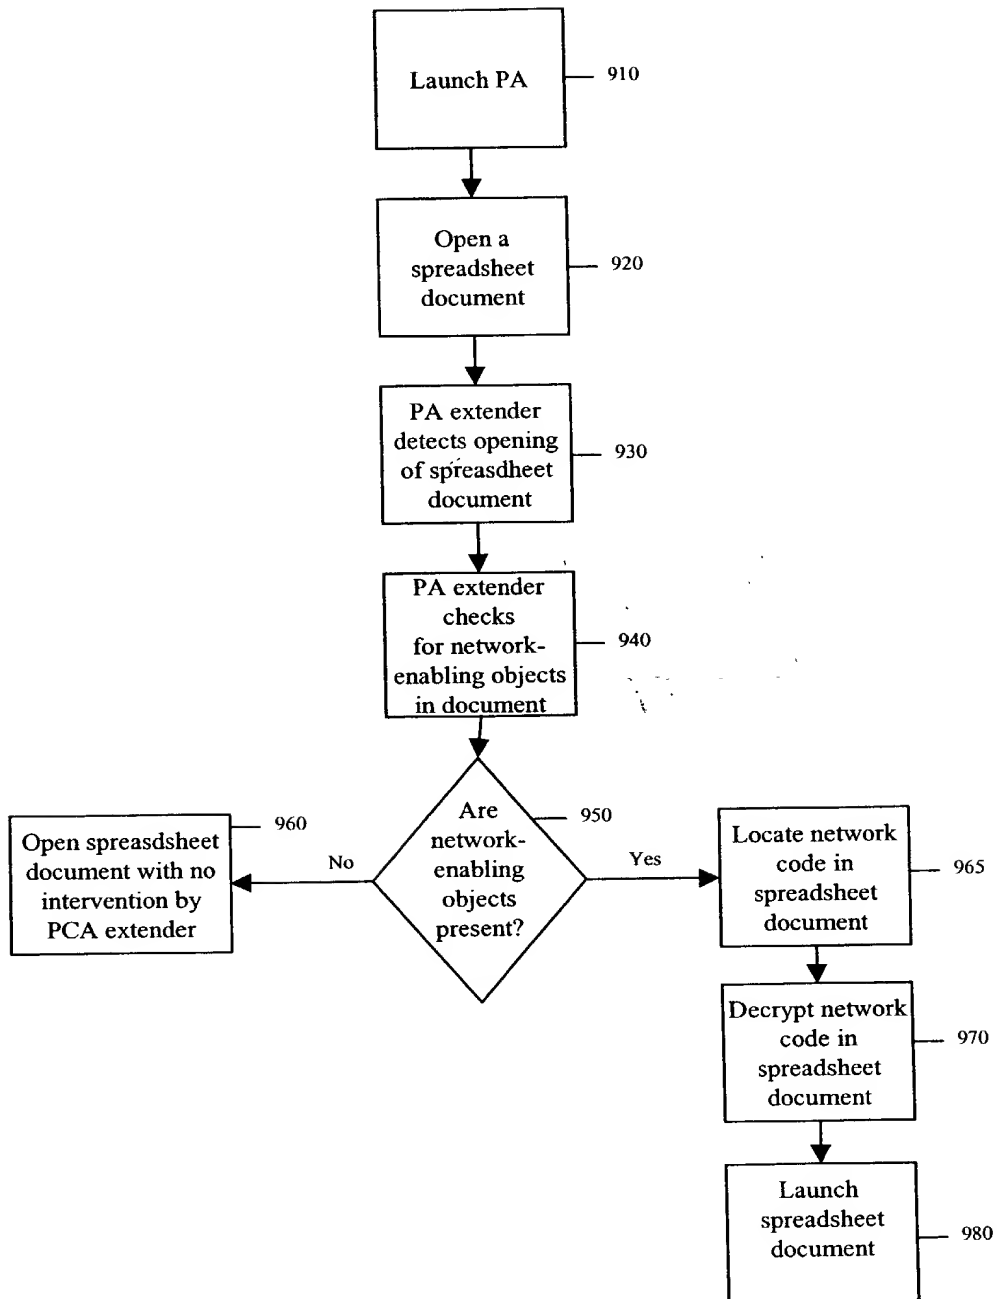 Launch PA
910
Open a
spreadsheet
document
920
PA extender
detects opening
of spreasdheet
document
930
PA extender
checks
for network-
enabling objects
in document
940
Are
network-
enabling
objects
present?
950
No
Yes
Open spreasdsheet
document with no
intervention by
PCA extender
960
Locate network
code in
spreadsheet
document
965
Decrypt network
code in
spreadsheet
document
970
Launch
spreadsheet
document
980